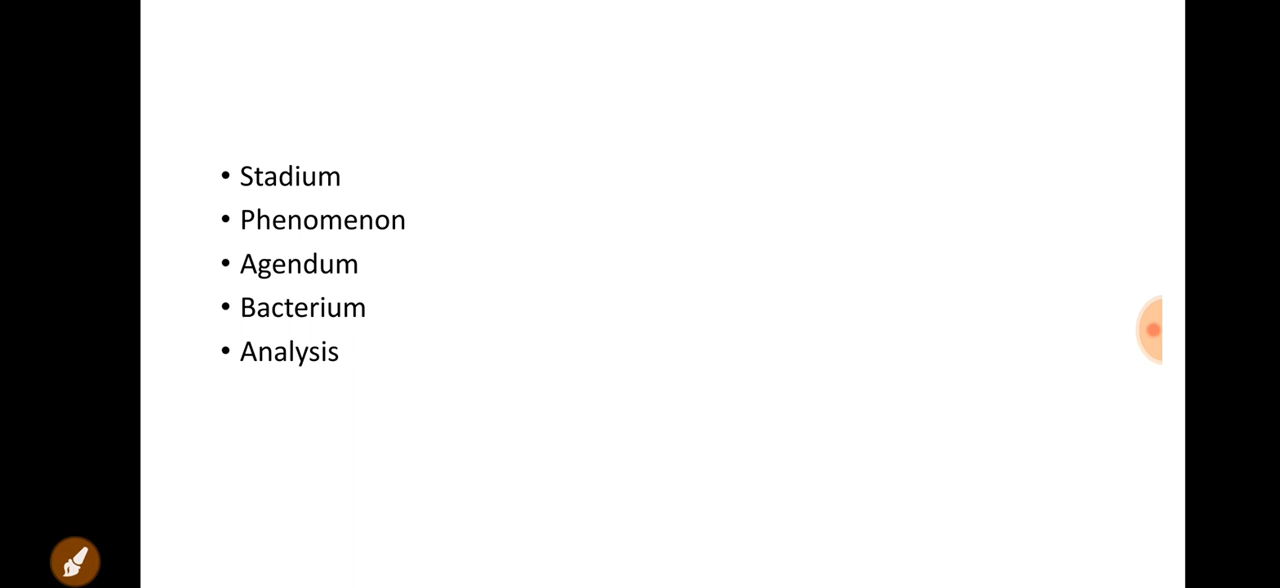 • Stadium
• Phenomenon
• Agendum
• Bacterium
• Analysis